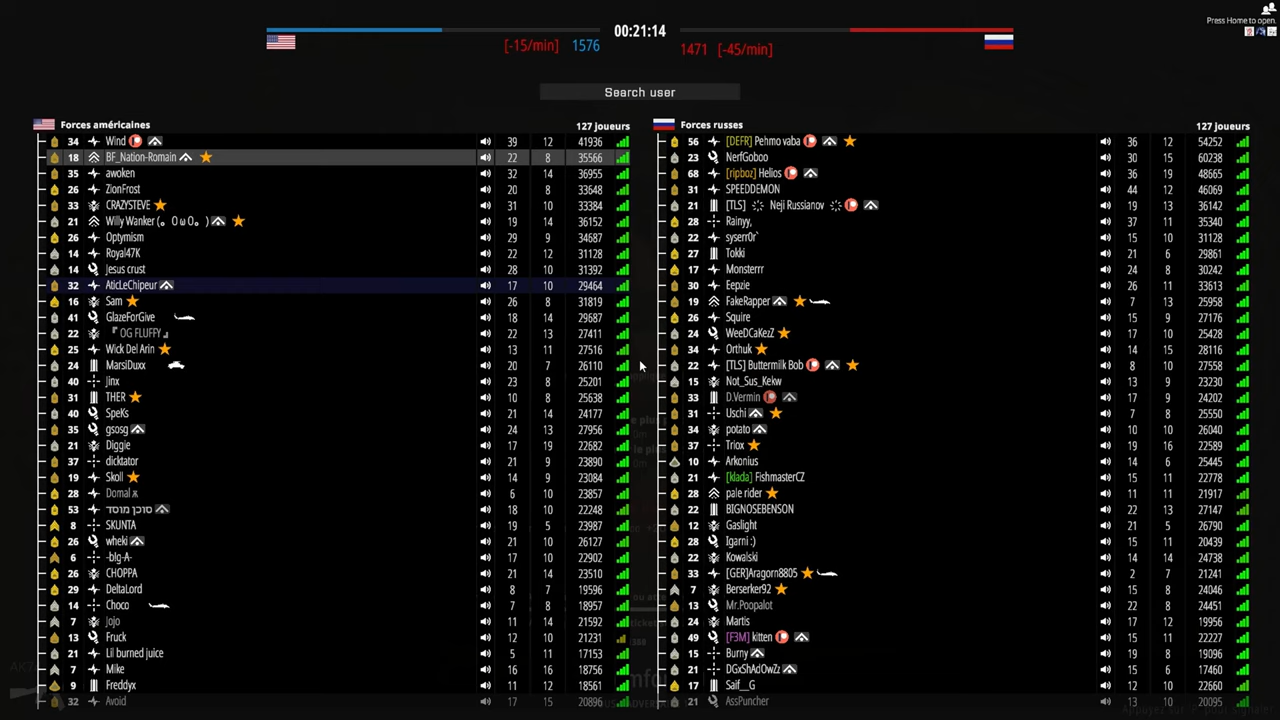 Press Home to open.
00:21:14
[-15/min] 1576 1471 [-45/min]
Search user
Forces américaines 127 joueurs
34 Wind 39 12 41936
18 BF_Nation-Romain 22 8 35566
35 awoken 32 14 36955
26 ZionFrost 20 8 33648
33 CRAZYSTEVE 31 10 33384
21 Willy Wanker (。OωO。) 19 14 36152
26 Optymism 29 9 34687
14 Royal47K 22 12 31128
14 Jesus crust 28 10 31392
32 AticLeChipeur 17 10 29464
16 Sam 26 8 31819
41 GlazeForGive 18 14 29687
22 『OG FLUFFY』 22 13 27411
25 Wick Del Arin 13 11 27516
24 MarsiDuxx 20 7 26110
40 Jinx 23 8 25201
31 THER 10 8 25638
40 SpeKs 21 14 24177
35 gsosg 24 13 27956
21 Diggie 17 19 22682
37 dicktator 21 9 23890
19 Skoll 14 9 23084
28 Domal ж 6 10 23857
53 סוכן מוסד 18 10 22248
8 SKUNTA 19 5 23987
26 wheki 21 10 26127
6 -bIg-A- 17 10 22902
26 CHOPPA 21 14 23510
29 DeltaLord 8 7 19596
14 Choco 7 8 18957
7 Jojo 11 14 21592
13 Fruck 12 10 21231
21 Lil burned juice 5 11 17153
7 Mike 16 16 18756
9 Freddyx 11 12 18561
32 Avoid 17 15 20896
Forces russes 127 joueurs
56 [DEFR] Pehmo vaba 36 12 54252
23 NerfGoboo 30 15 60238
68 [ripboz] Helios 36 19 48665
31 SPEEDDEMON 44 12 46069
21 [TLS] Neji Russianov 19 13 36142
28 Rainyy, 37 11 35340
22 syserr0r` 15 10 31128
27 Tokki 21 6 29861
17 Monsterrr 24 8 30242
30 Eepzie 26 11 33613
19 FakeRapper 7 13 25958
26 Squire 15 9 27176
24 WeeDCaKezZ 17 10 25428
34 Orthuk 14 15 28116
22 [TLS] Buttermilk Bob 8 10 27558
15 Not_Sus_Kekw 13 9 23230
33 D.Vermin 17 9 24202
31 Uschi 7 8 25550
34 potato 10 10 26040
37 Triox 19 16 22589
10 Arkonius 14 6 25445
21 [klada] FishmasterCZ 15 15 22778
28 pale rider 11 11 21917
22 BIGNOSEBENSON 22 13 27147
12 Gaslight 21 5 26790
28 Igarni :) 15 9 20439
22 Kowalski 14 14 24738
33 [GER]Aragorn8805 2 7 21241
7 Berserker92 14 9 24046
13 Mr.Poopalot 22 8 24451
24 Martis 17 12 19956
49 [F3M] kitten 15 11 22227
15 Burny 19 8 19096
21 DGxShAdOwZz 15 6 17460
17 Saif__G 12 10 22660
21 AssPuncher 13 10 20095